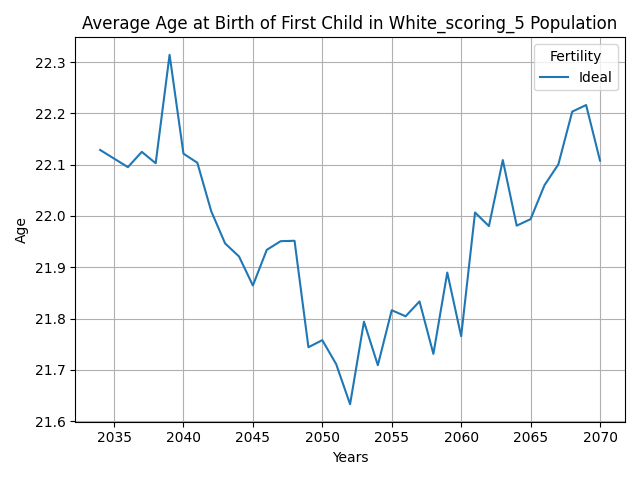 Average Age at Birth of First Child in White_scoring_5 Population
Fertility
Ideal
22.3
22.2
22.1
22.0
21.9
21.8
21.7
21.6
Age
2035 2040 2045 2050 2055 2060 2065 2070
Years